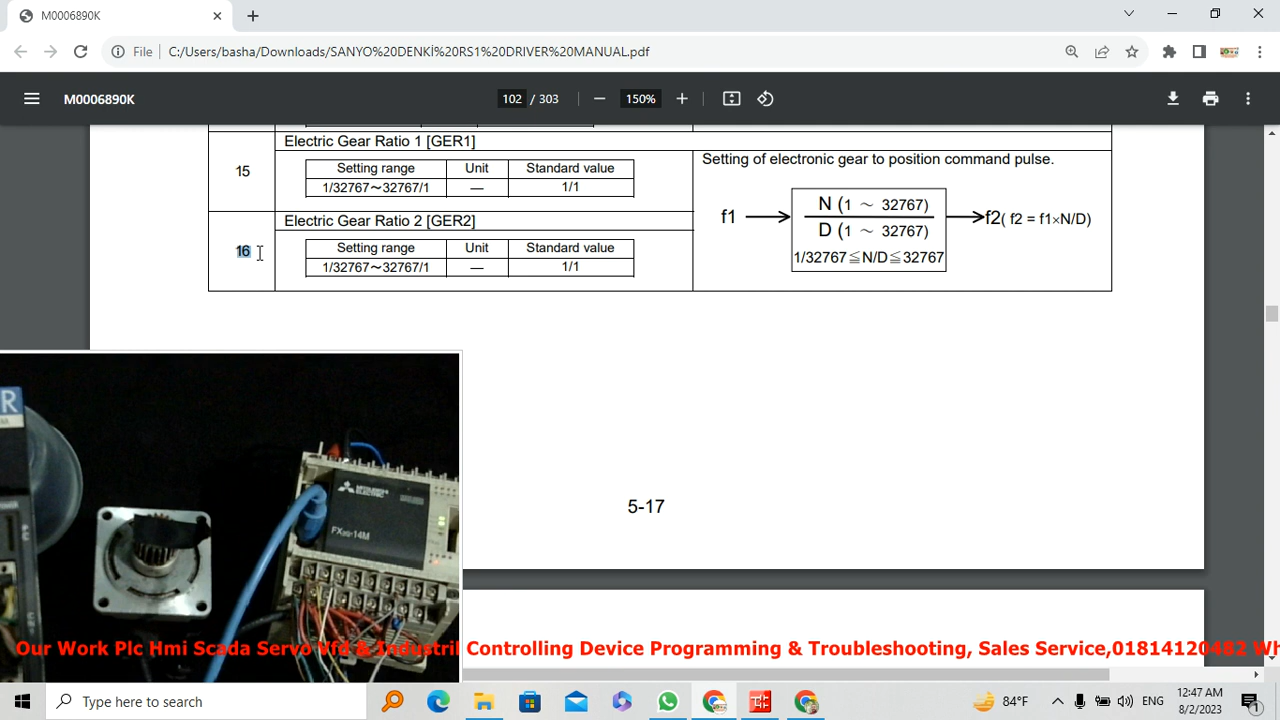 M0006890K
File C:/Users/basha/Downloads/SANYO%20DENKİ%20RS1%20DRIVER%20MANUAL.pdf
M0006890K
102 / 303
150%
Electric Gear Ratio 1 [GER1]
15
Setting range Unit Standard value
1/32767～32767/1 — 1/1
Setting of electronic gear to position command pulse.
f1 N (1 ～ 32767) f2( f2 = f1×N/D)
D (1 ～ 32767)
1/32767≦N/D≦32767
Electric Gear Ratio 2 [GER2]
16
Setting range Unit Standard value
1/32767～32767/1 — 1/1
5-17
R
MITSUBISHI
ELECTRIC
Our Work Plc Hmi Scada Servo Vfd & Industril Controlling Device Programming & Troubleshooting, Sales Service,01814120482 Wh
Type here to search
84°F
ENG
12:47 AM
8/2/2023
1